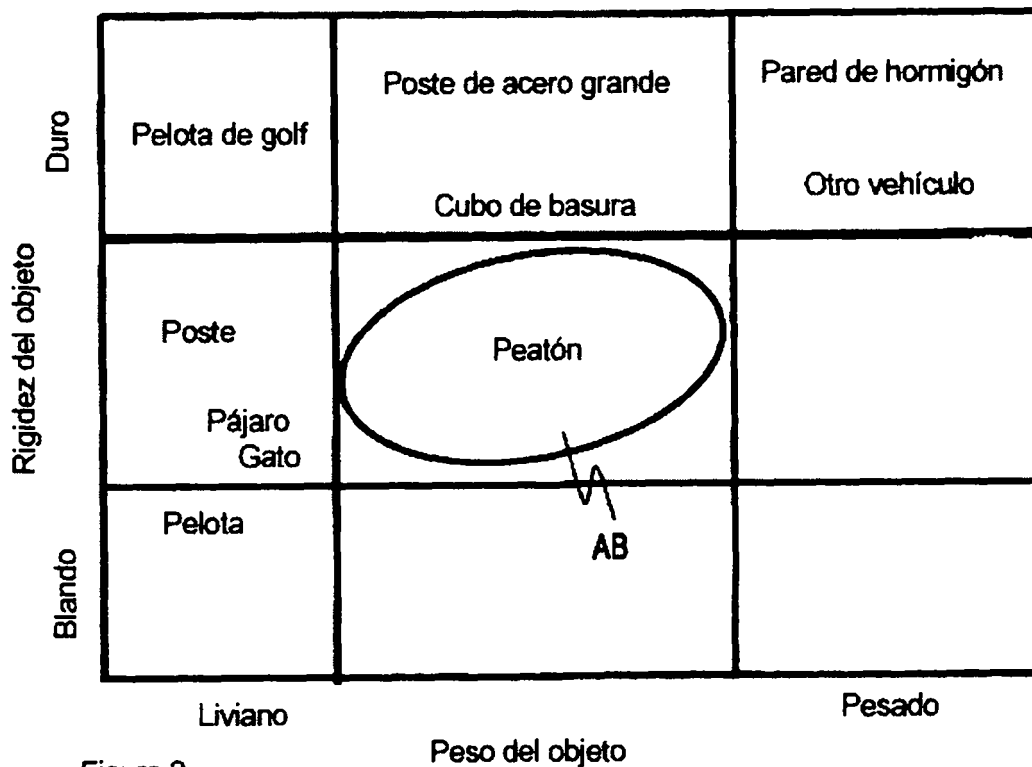 Duro
Rigidez del objeto
Blando
Pelota de golf
Poste de acero grande
Cubo de basura
Pared de hormigón
Otro vehículo
Poste
Pájaro
Gato
Peatón
Pelota
AB
Liviano
Pesado
Peso del objeto